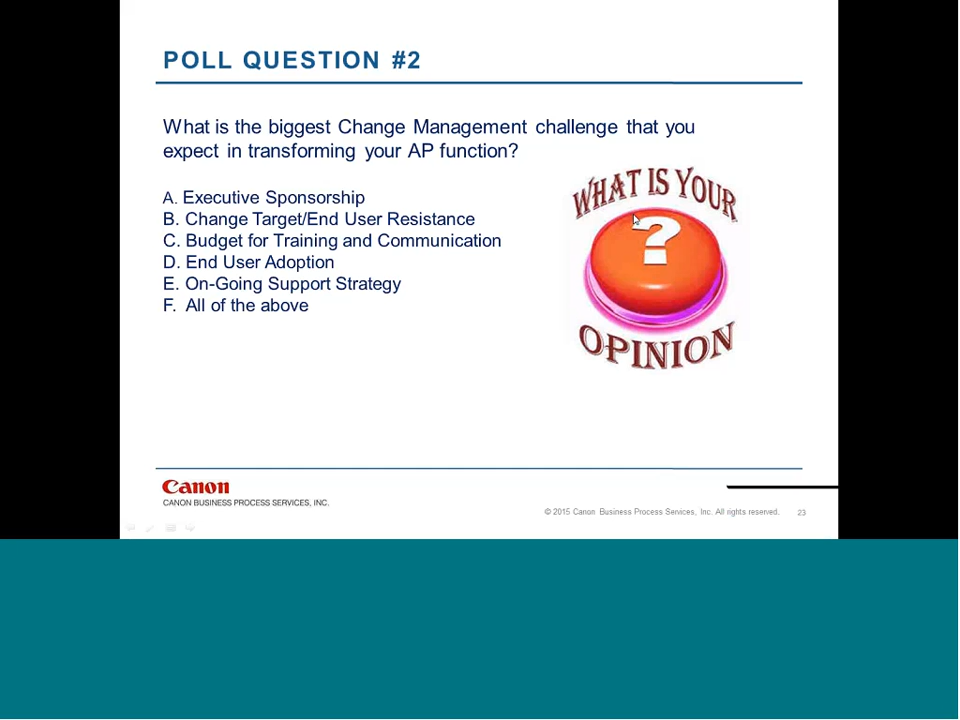 POLL QUESTION #2
What is the biggest Change Management challenge that you
expect in transforming your AP function?
A. Executive Sponsorship
B. Change Target/End User Resistance
C. Budget for Training and Communication
D. End User Adoption
E. On-Going Support Strategy
F. All of the above
WHAT IS YOUR
?
OPINION
Canon
CANON BUSINESS PROCESS SERVICES, INC.
© 2015 Canon Business Process Services, Inc. All rights reserved. 23